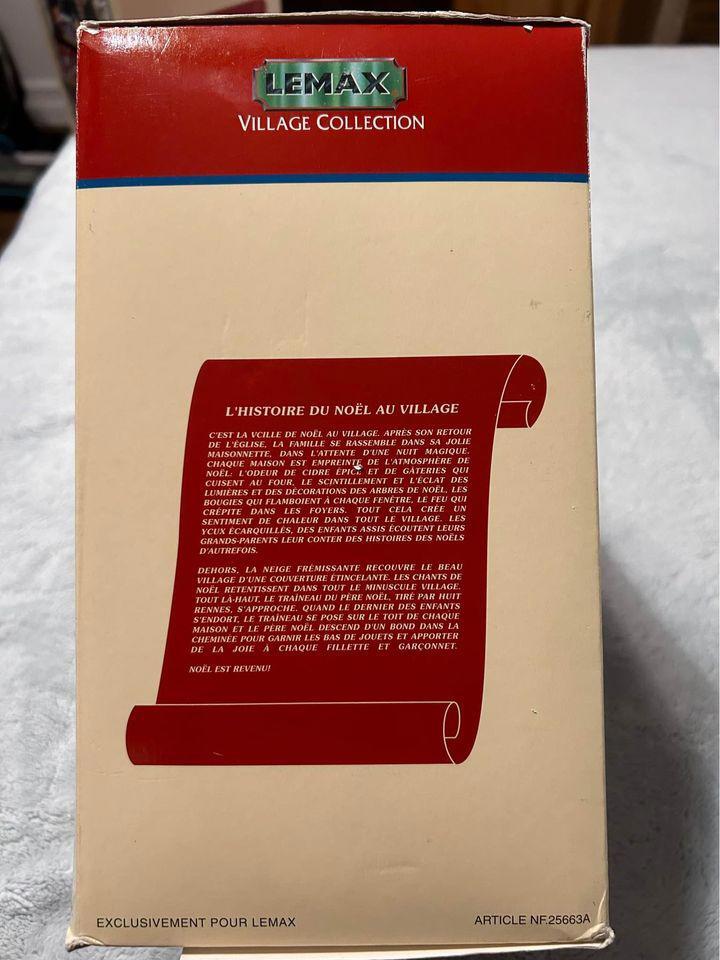 LEMAX
VILLAGE COLLECTION
L'HISTOIRE DU NOËL AU VILLAGE
C'EST LA VCILLE DE NOËL AU VILLAGE. APRÈS SON RETOUR
DE L'ÉGLISE, LA FAMILLE SE RASSEMBLE DANS SA JOLIE
MAISONNETTE, DANS L'ATTENTE D'UNE NUIT MAGIQUE.
CHAQUE MAISON EST EMPREINTE DE L'ATMOSPHÈRE DE
NOËL: L'ODEUR DE CIDRE ÉPICÉ ET DE GÂTERIES QUI
CUISENT AU FOUR, LE SCINTILLEMENT ET L'ÉCLAT DES
LUMIÈRES ET DES DÉCORATIONS DES ARBRES DE NOËL, LES
BOUGIES QUI FLAMBOIENT À CHAQUE FENÊTRE, LE FEU QUI
CRÉPITE DANS LES FOYERS. TOUT CELA CRÉE UN
SENTIMENT DE CHALEUR DANS TOUT LE VILLAGE. LES
YCUX ÉCARQUILLÉS, DES ENFANTS ASSIS ÉCOUTENT LEURS
GRANDS-PARENTS LEUR CONTER DES HISTOIRES DES NOËLS
D'AUTREFOIS.
DEHORS, LA NEIGE FRÉMISSANTE RECOUVRE LE BEAU
VILLAGE D'UNE COUVERTURE ÉTINCELANTE. LES CHANTS DE
NOËL RETENTISSENT DANS TOUT LE MINUSCULE VILLAGE.
TOUT LÀ-HAUT, LE TRAÎNEAU DU PÈRE NOËL, TIRÉ PAR HUIT
RENNES, S'APPROCHE. QUAND LE DERNIER DES ENFANTS
S'ENDORT, LE TRAÎNEAU SE POSE SUR LE TOIT DE CHAQUE
MAISON ET LE PÈRE NOËL DESCEND D'UN BOND DANS LA
CHEMINÉE POUR GARNIR LES BAS DE JOUETS ET APPORTER
DE LA JOIE À CHAQUE FILLETTE ET GARÇONNET.
NOËL EST REVENU!
EXCLUSIVEMENT POUR LEMAX
ARTICLE NF.25663A